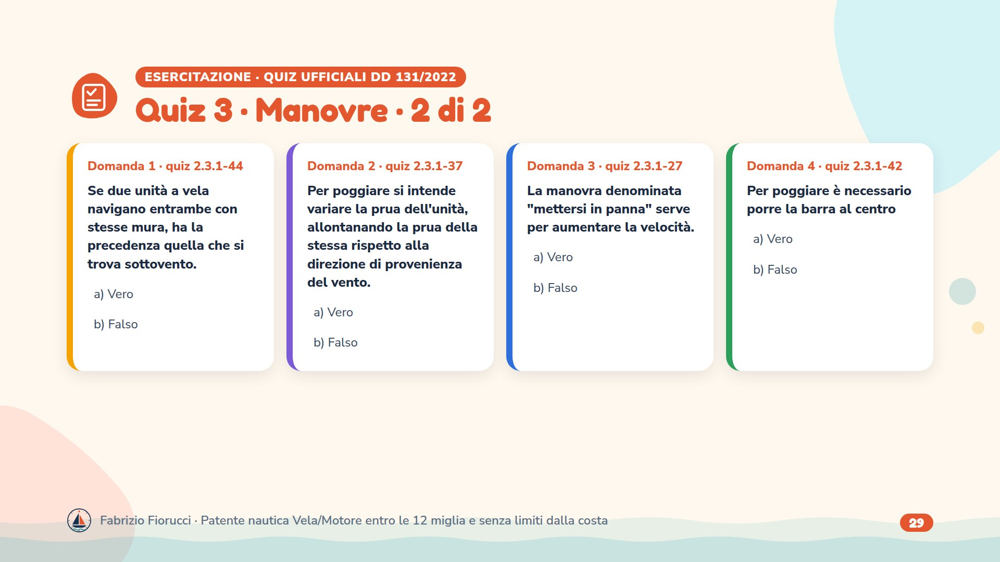 ESERCITAZIONE · QUIZ UFFICIALI DD 131/2022
Quiz 3 · Manovre · 2 di 2
Domanda 1 · quiz 2.3.1-44
Se due unità a vela
navigano entrambe con
stesse mura, ha la
precedenza quella che si
trova sottovento.
a) Vero
b) Falso
Domanda 2 · quiz 2.3.1-37
Per poggiare si intende
variare la prua dell'unità,
allontanando la prua della
stessa rispetto alla
direzione di provenienza
del vento.
a) Vero
b) Falso
Domanda 3 · quiz 2.3.1-27
La manovra denominata
"mettersi in panna" serve
per aumentare la velocità.
a) Vero
b) Falso
Domanda 4 · quiz 2.3.1-42
Per poggiare è necessario
porre la barra al centro
a) Vero
b) Falso
Fabrizio Fiorucci · Patente nautica Vela/Motore entro le 12 miglia e senza limiti dalla costa
29